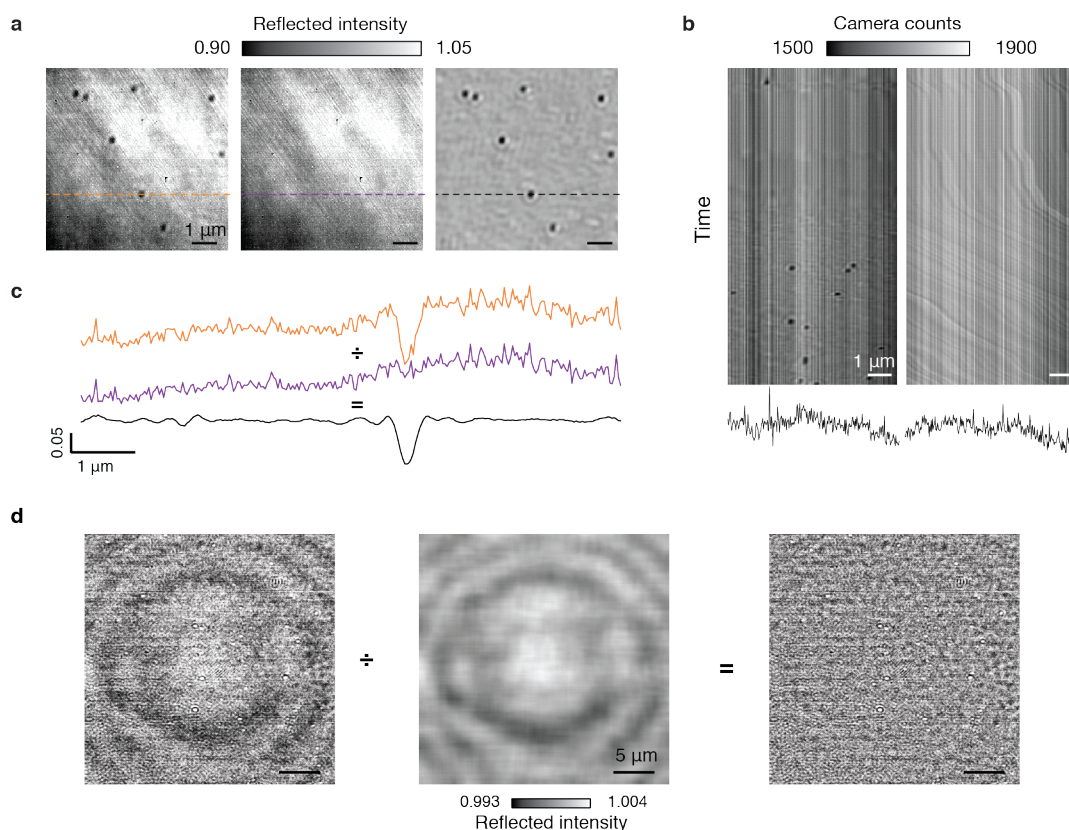 a
Reflected intensity
0.90
1.05
1 µm
b
Camera counts
1500
1900
Time
1 µm
c
÷
=
0.05
1 µm
d
÷
=
5 µm
0.993
1.004
Reflected intensity